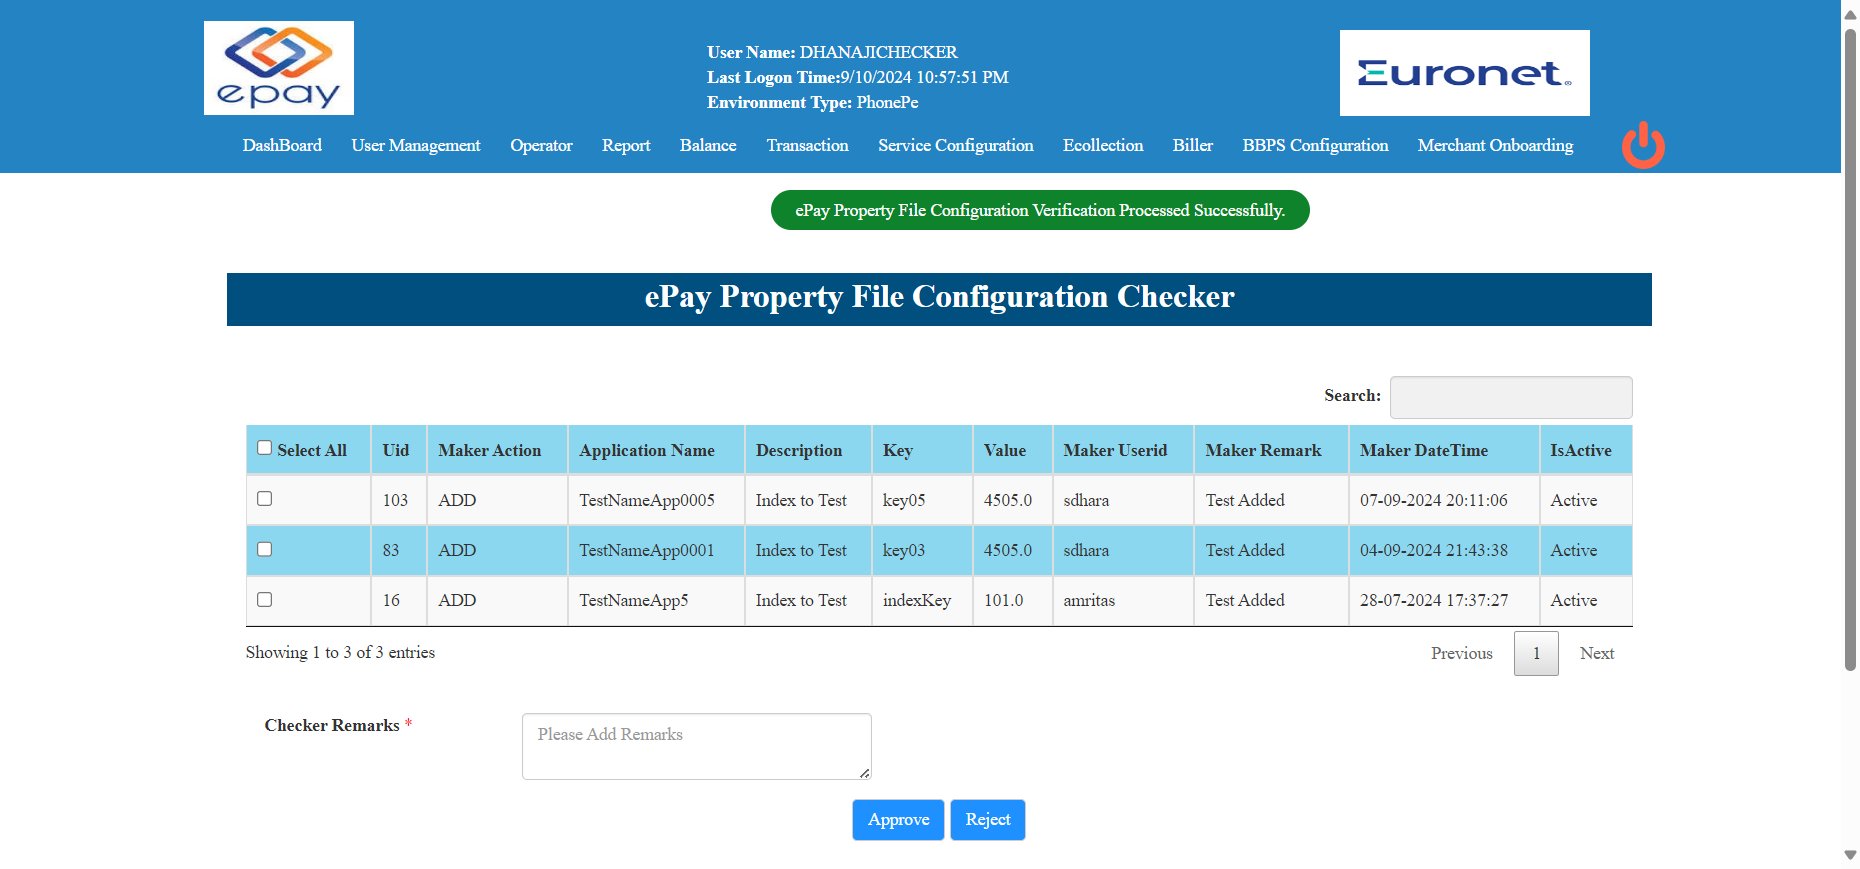 epay
User Name: DHANAJICHECKER
Last Logon Time:9/10/2024 10:57:51 PM
Environment Type: PhonePe
Euronet®
DashBoard User Management Operator Report Balance Transaction Service Configuration Ecollection Biller BBPS Configuration Merchant Onboarding
ePay Property File Configuration Verification Processed Successfully.
ePay Property File Configuration Checker
Search:
Select All Uid Maker Action Application Name Description Key Value Maker Userid Maker Remark Maker DateTime IsActive
103 ADD TestNameApp0005 Index to Test key05 4505.0 sdhara Test Added 07-09-2024 20:11:06 Active
83 ADD TestNameApp0001 Index to Test key03 4505.0 sdhara Test Added 04-09-2024 21:43:38 Active
16 ADD TestNameApp5 Index to Test indexKey 101.0 amritas Test Added 28-07-2024 17:37:27 Active
Showing 1 to 3 of 3 entries
Previous 1 Next
Checker Remarks *
Please Add Remarks
Approve Reject